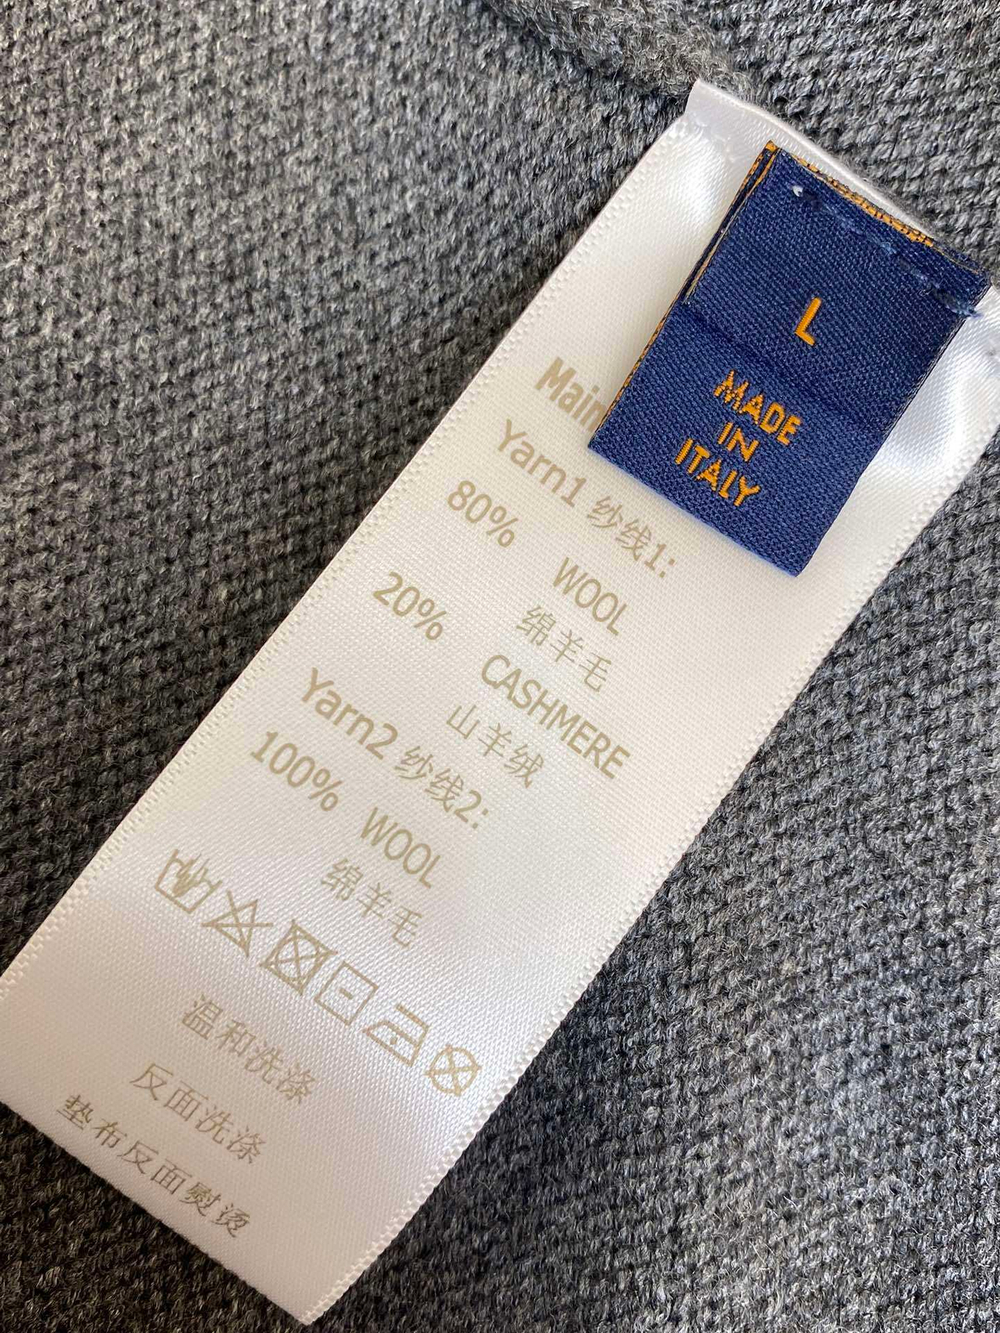 L
MADE
IN
ITALY
Main
Yarn1 纱线1:
80% WOOL
绵羊毛
20% CASHMERE
山羊绒
Yarn2 纱线2:
100% WOOL
绵羊毛
温和洗涤
反面洗涤
垫布反面熨烫